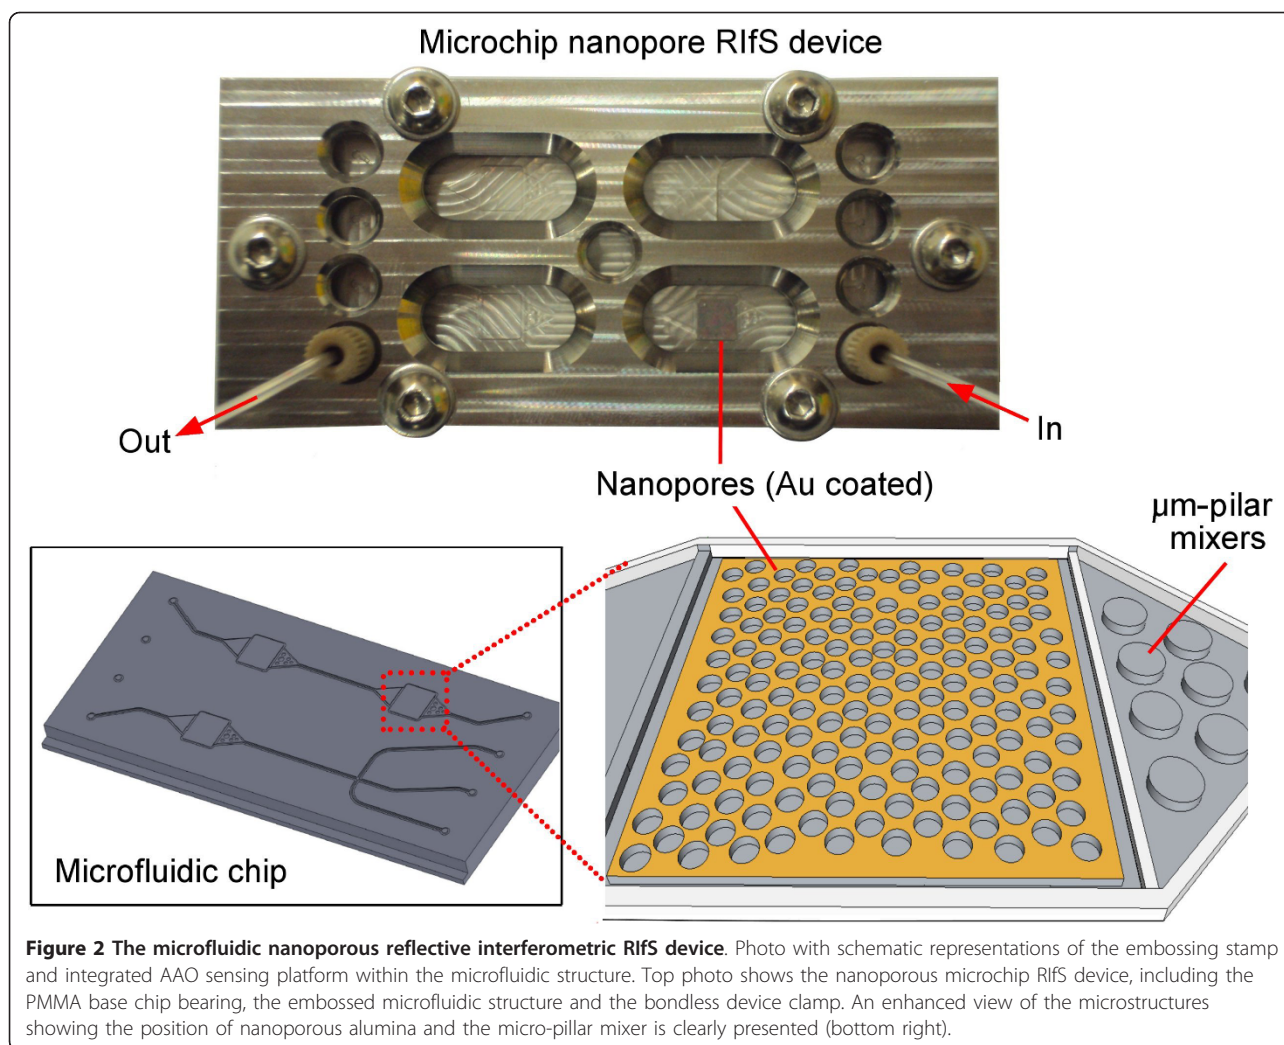 Microchip nanopore RIfS device
Out
In
Nanopores (Au coated)
µm-pilar
mixers
Microfluidic chip
Figure 2 The microfluidic nanoporous reflective interferometric RIfS device. Photo with schematic representations of the embossing stamp
and integrated AAO sensing platform within the microfluidic structure. Top photo shows the nanoporous microchip RIfS device, including the
PMMA base chip bearing, the embossed microfluidic structure and the bondless device clamp. An enhanced view of the microstructures
showing the position of nanoporous alumina and the micro-pillar mixer is clearly presented (bottom right).